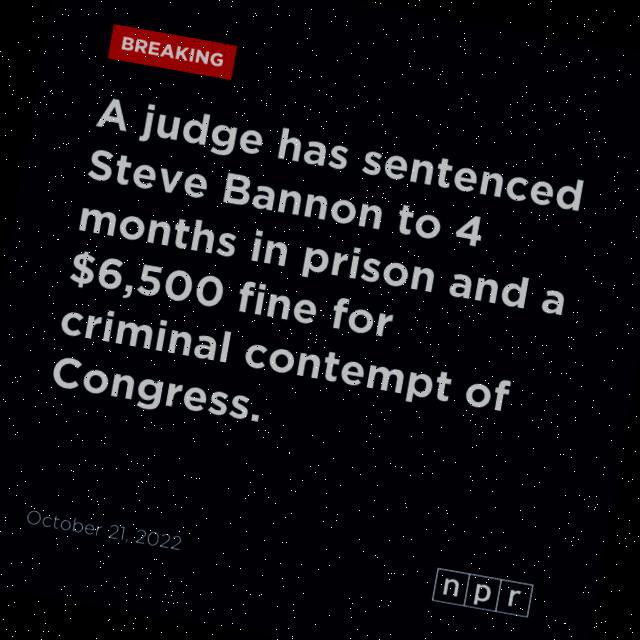 BREAKING
A judge has sentenced
Steve Bannon to 4
months in prison and a
$6,500 fine for
criminal contempt of
Congress.
October 21, 2022
npr